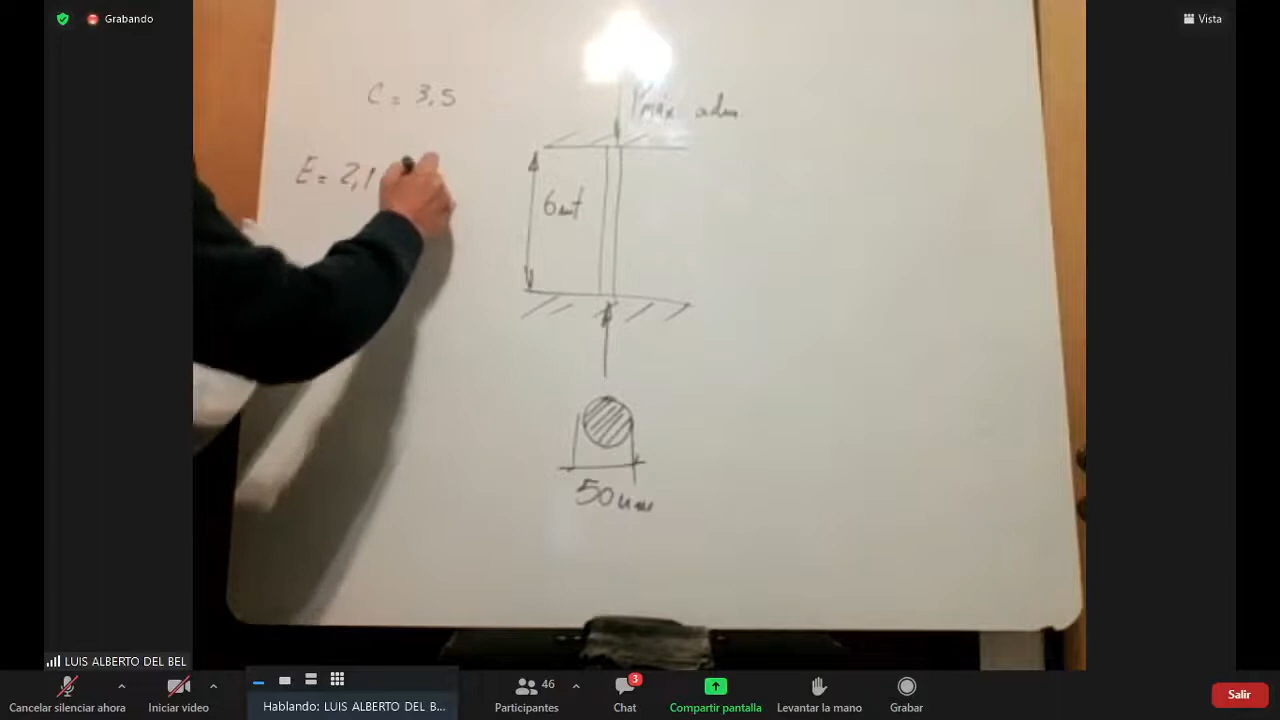 Grabando
Vista
C = 3,5
Pmáx adm
E = 2,1
6mt
50mm
LUIS ALBERTO DEL BEL
Cancelar silenciar ahora
Iniciar video
Hablando: LUIS ALBERTO DEL B...
46
Participantes
3
Chat
Compartir pantalla
Levantar la mano
Grabar
Salir